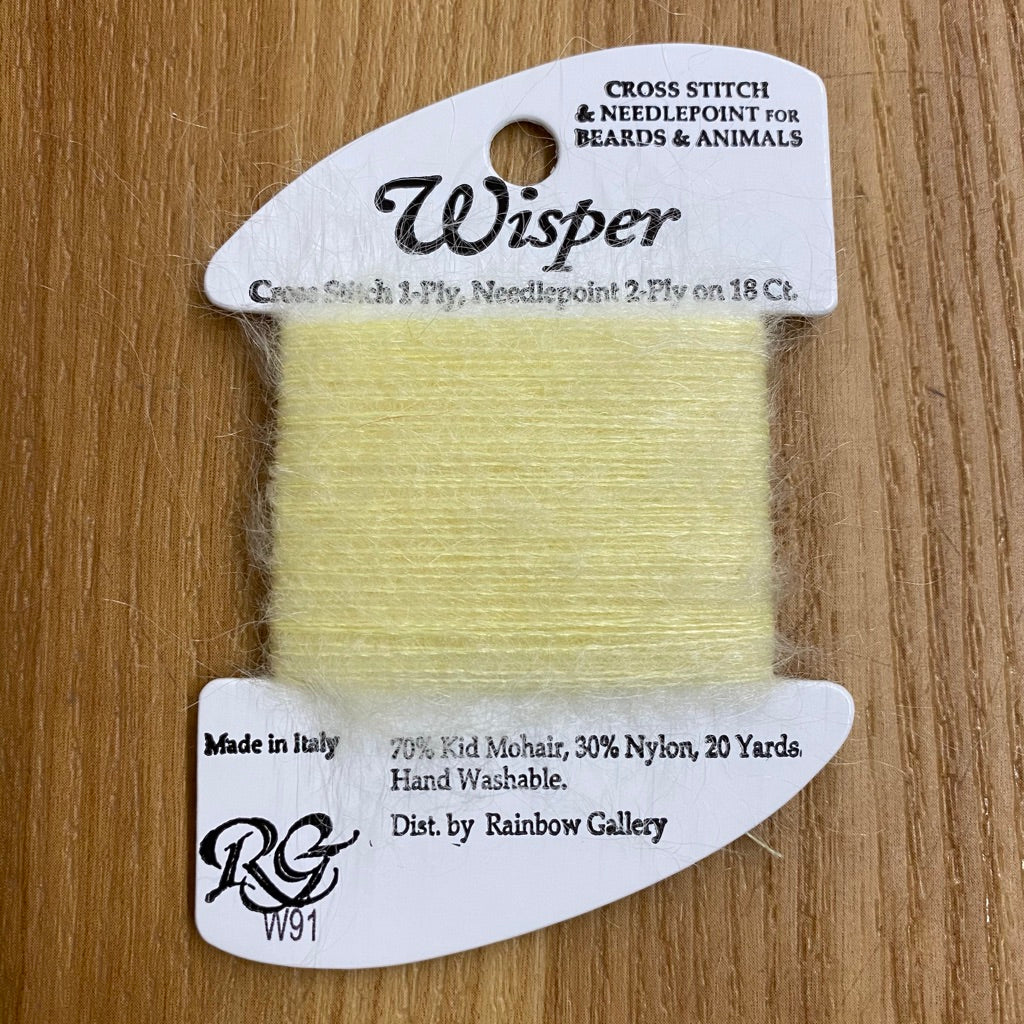 CROSS STITCH
& NEEDLEPOINT FOR
BEARDS & ANIMALS
Wisper
Cross Stitch 1-Ply, Needlepoint 2-Ply on 18 Ct.
Made in Italy
70% Kid Mohair, 30% Nylon, 20 Yards.
Hand Washable.
Dist. by Rainbow Gallery
RG
W91